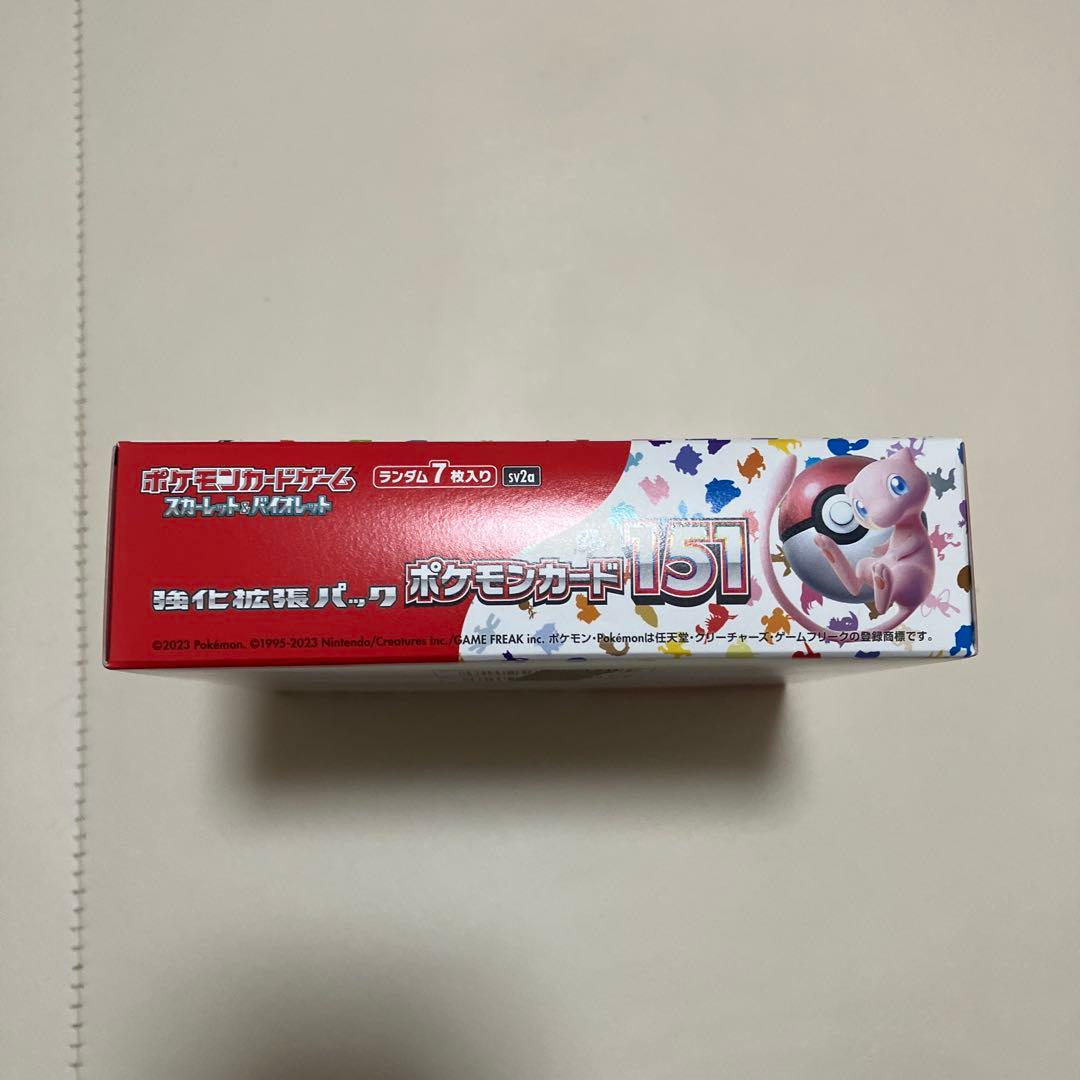 ポケモンカードゲーム
スカーレット&バイオレット
ランダム7枚入り sv2a
強化拡張パック ポケモンカード151
©2023 Pokémon. ©1995-2023 Nintendo/Creatures Inc./GAME FREAK inc. ポケモン・Pokémonは任天堂・クリーチャーズ・ゲームフリークの登録商標です。